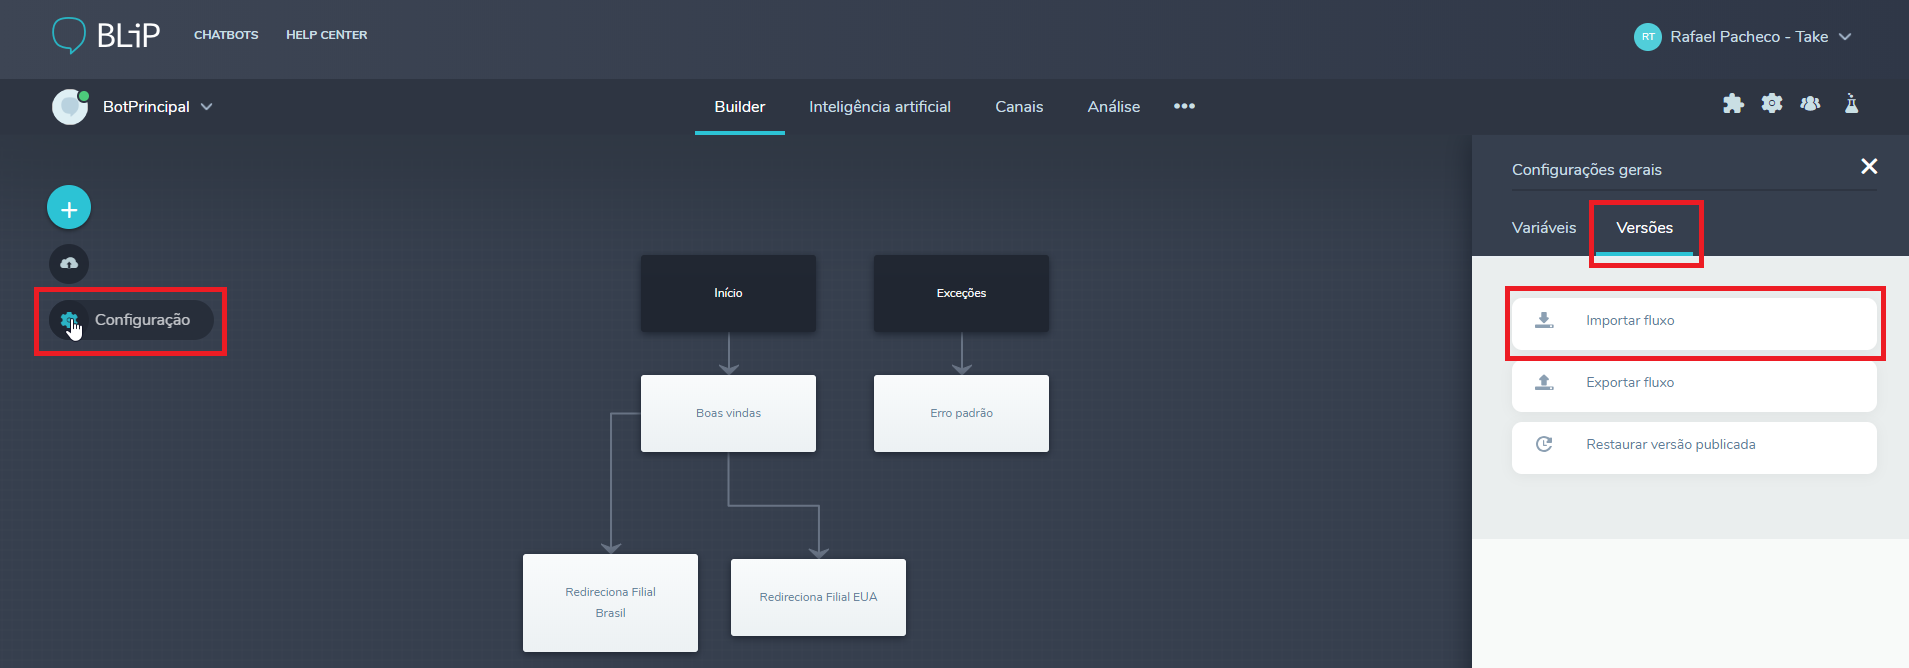 BLiP
CHATBOTS
HELP CENTER
RT
Rafael Pacheco - Take
BotPrincipal
Builder
Inteligência artificial
Canais
Análise
Configurações gerais
Variáveis
Versões
Configuração
Início
Exceções
Importar fluxo
Exportar fluxo
Boas vindas
Erro padrão
Restaurar versão publicada
Redireciona Filial
Brasil
Redireciona Filial EUA